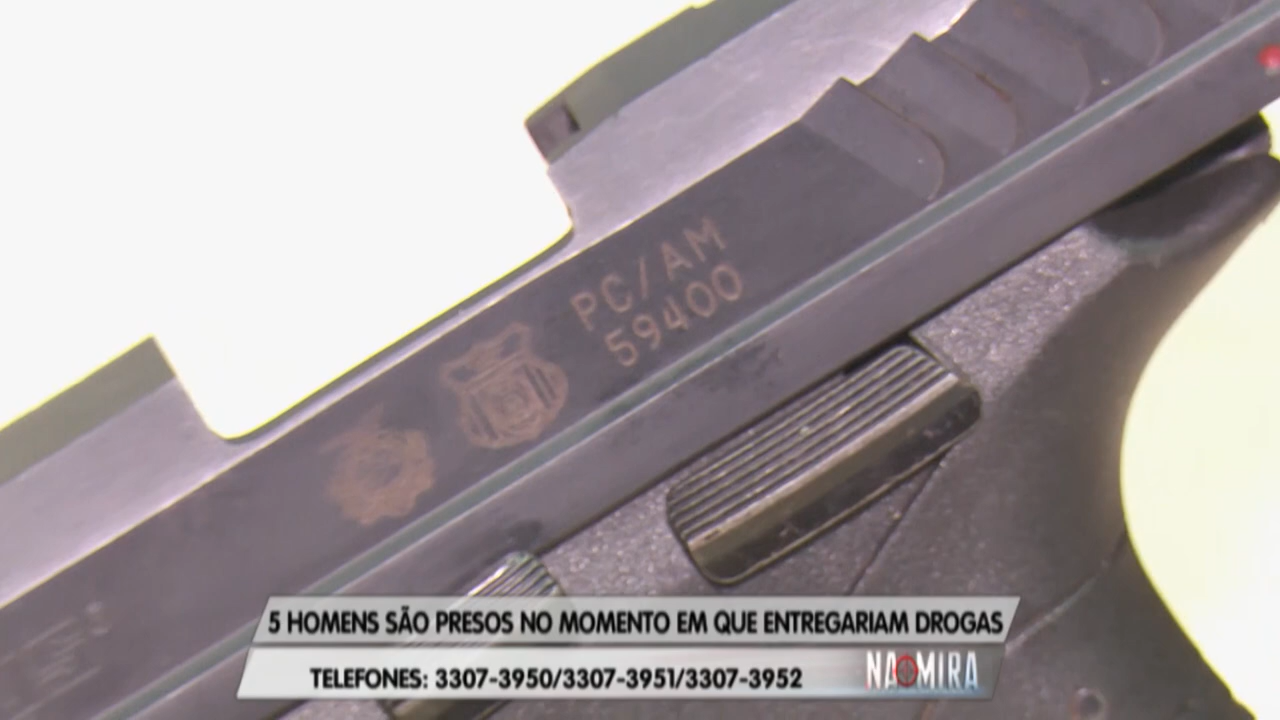 PC/AM
59400
5 HOMENS SÃO PRESOS NO MOMENTO EM QUE ENTREGARIAM DROGAS
TELEFONES: 3307-3950/3307-3951/3307-3952
NA MIRA